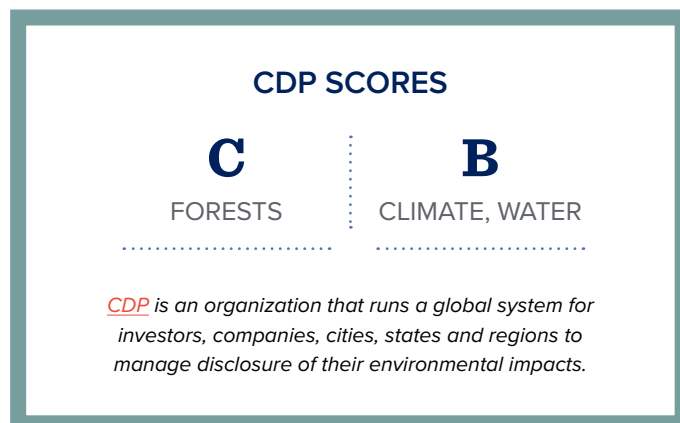 CDP SCORES
C
FORESTS
B
CLIMATE, WATER
CDP is an organization that runs a global system for
investors, companies, cities, states and regions to
manage disclosure of their environmental impacts.